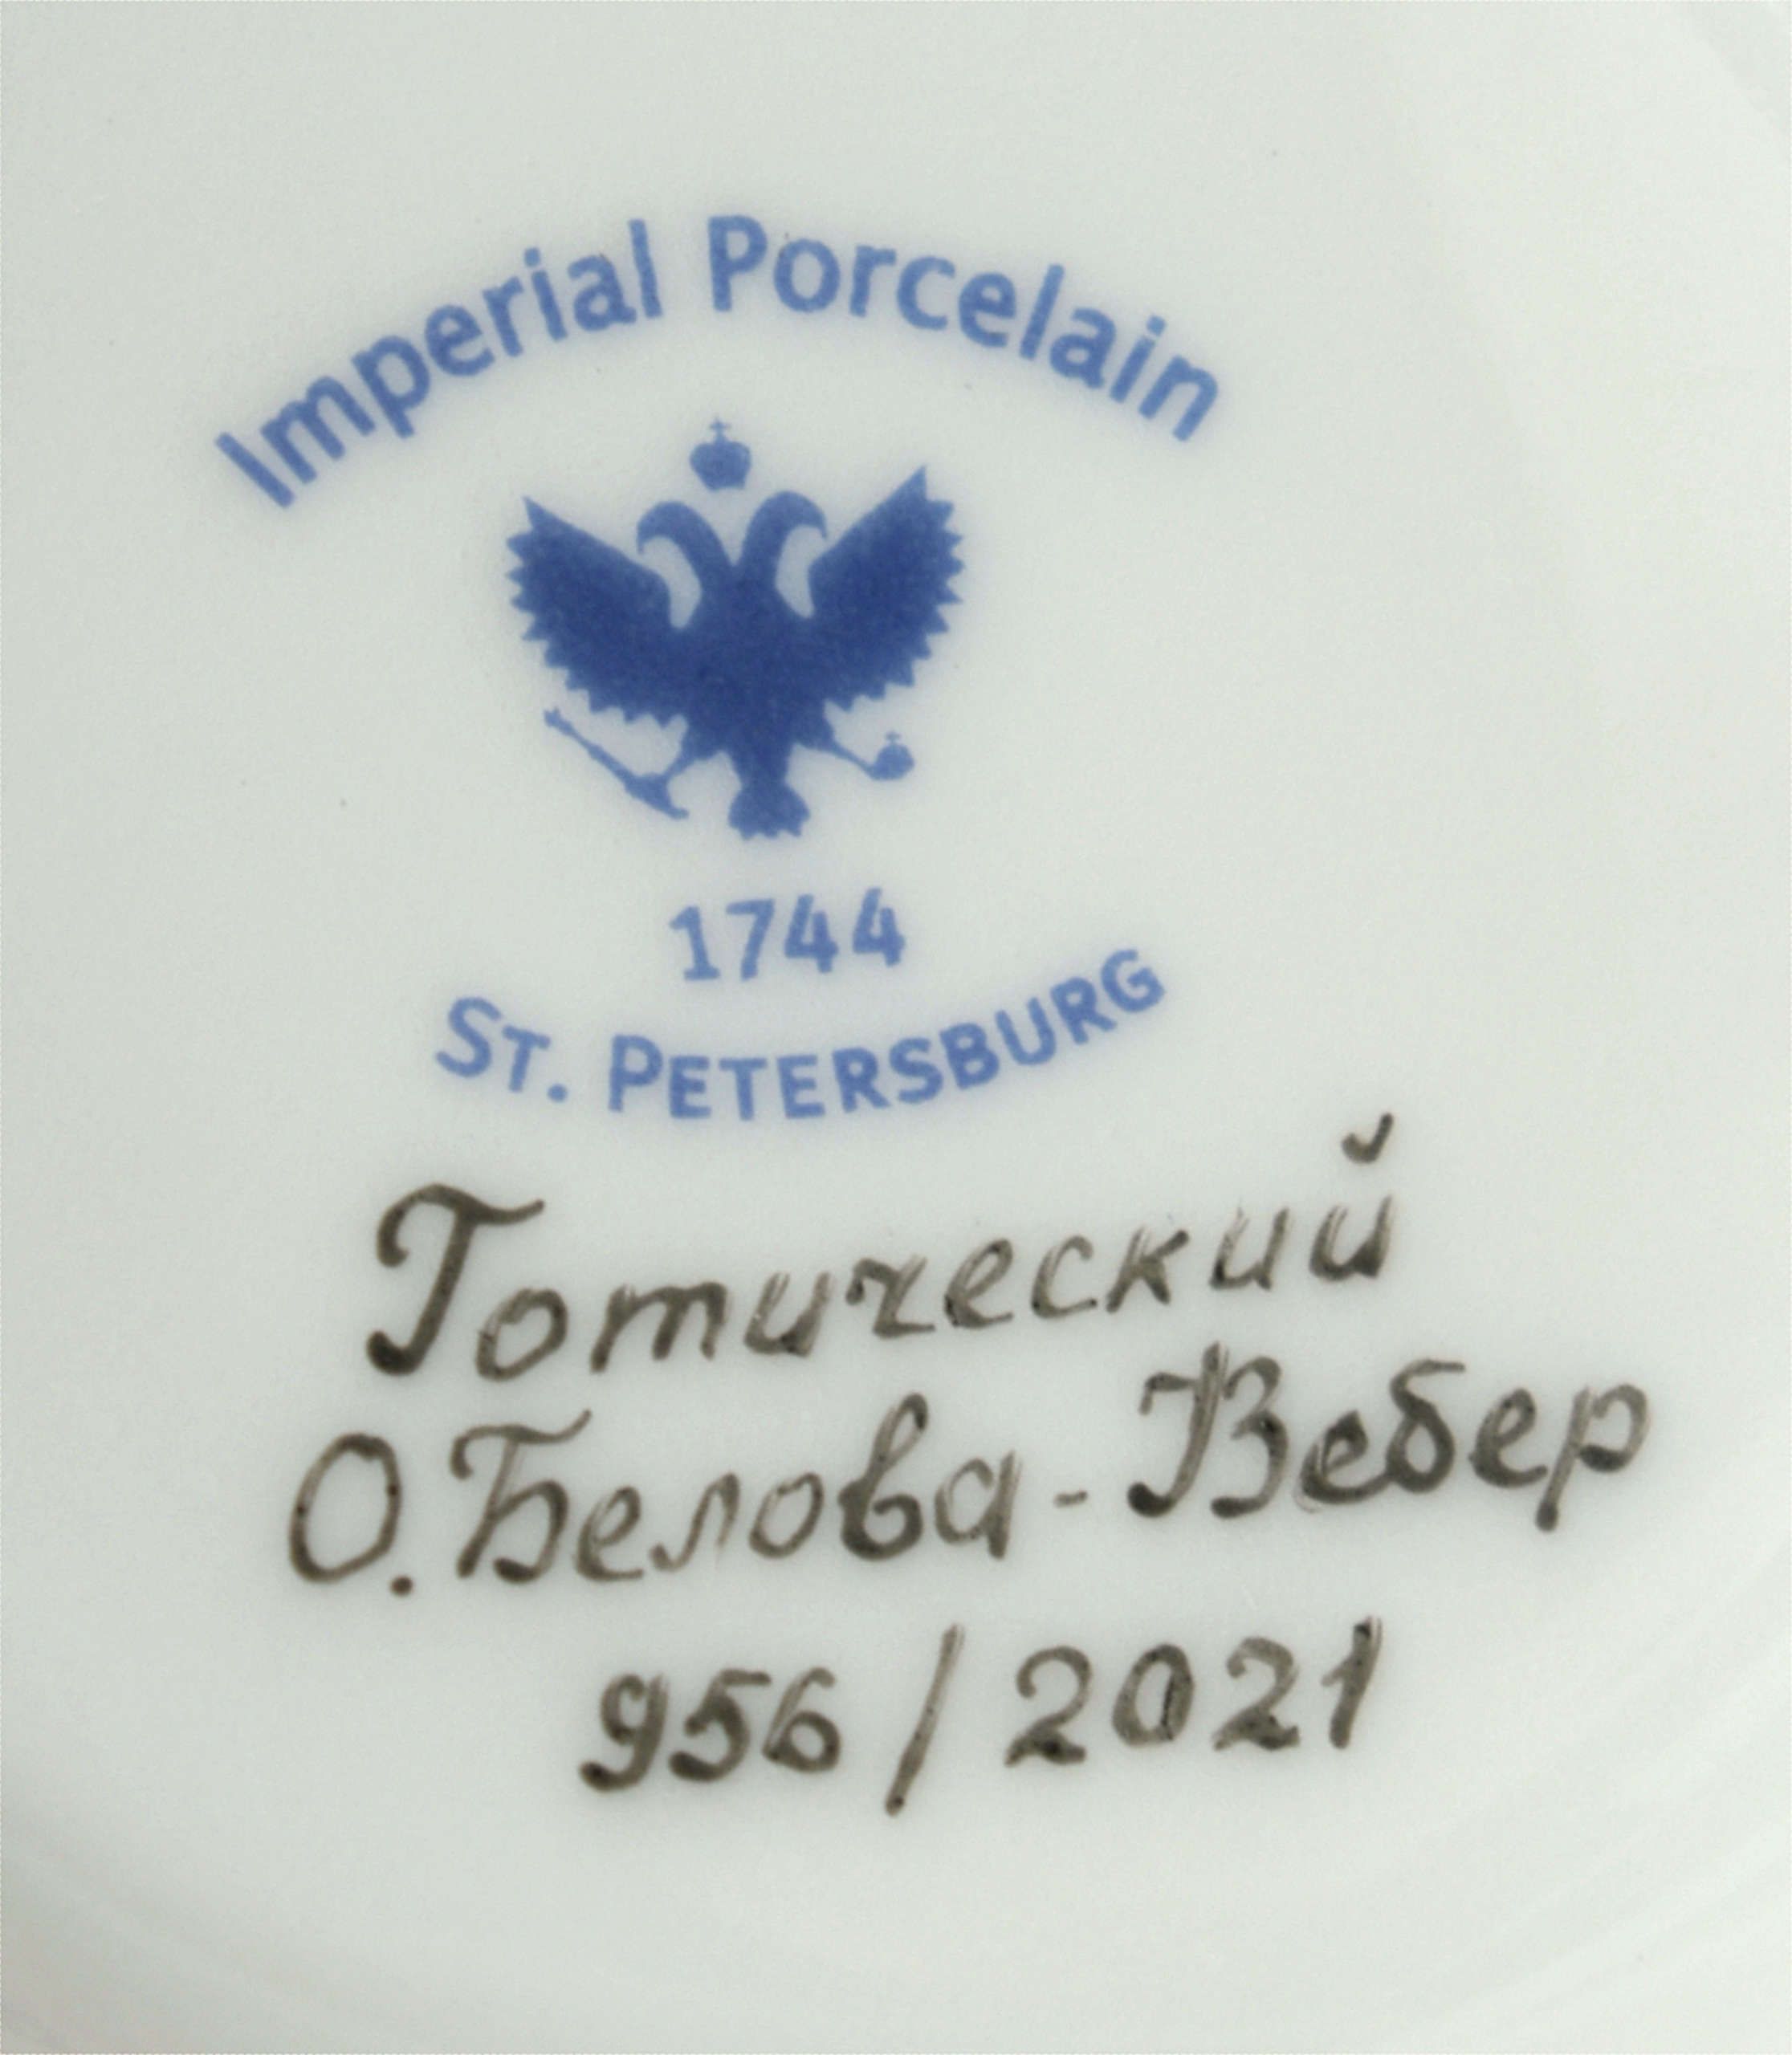 Imperial Porcelain
1744
ST. PETERSBURG
Готический
О.Белова-Вебер
956/2021